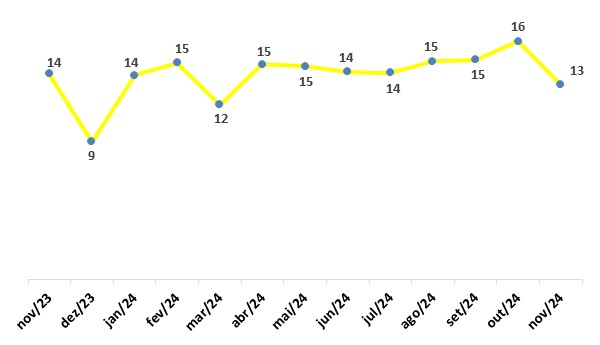 14
9
14
15
12
15
15
14
14
15
15
16
13
nov/23
dez/23
jan/24
fev/24
mar/24
abr/24
mai/24
jun/24
jul/24
ago/24
set/24
out/24
nov/24